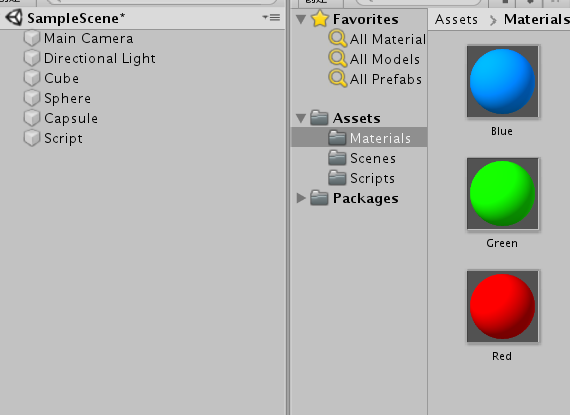 SampleScene*
Main Camera
Directional Light
Cube
Sphere
Capsule
Script
Favorites
All Material
All Models
All Prefabs
Assets
Materials
Scenes
Scripts
Packages
Assets > Materials
Blue
Green
Red